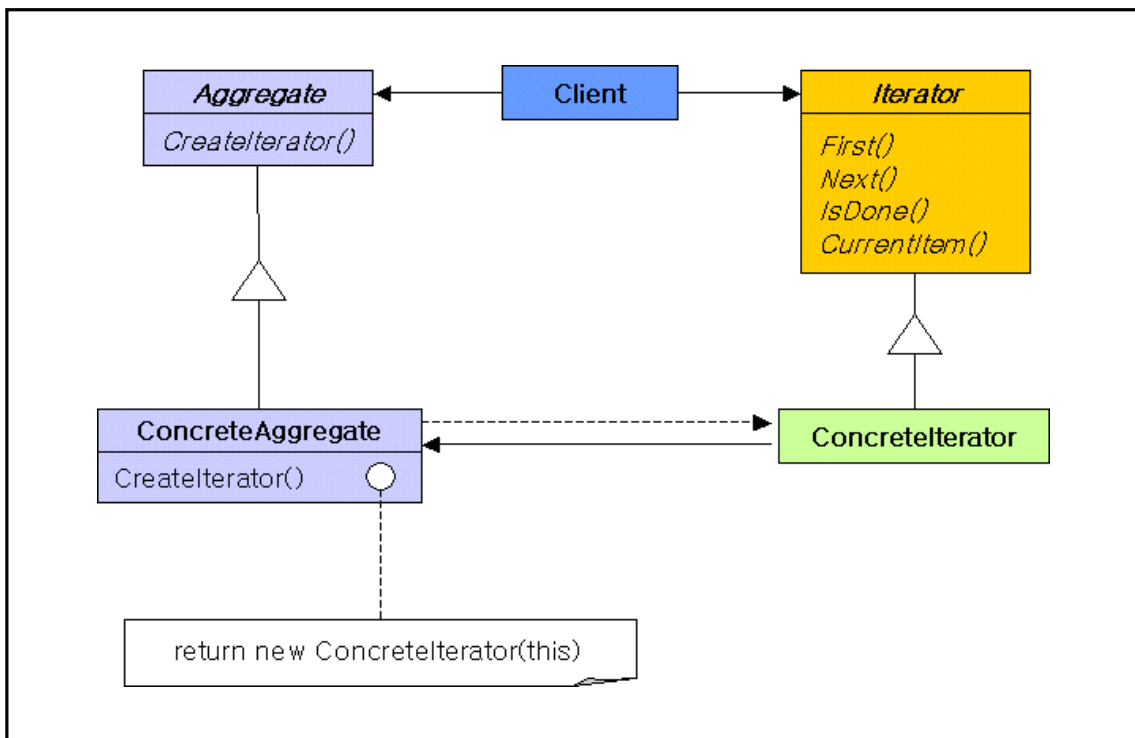 Aggregate
CreateIterator()
Client
Iterator
First()
Next()
IsDone()
CurrentItem()
ConcreteAggregate
CreateIterator()
ConcreteIterator
return new ConcreteIterator(this)